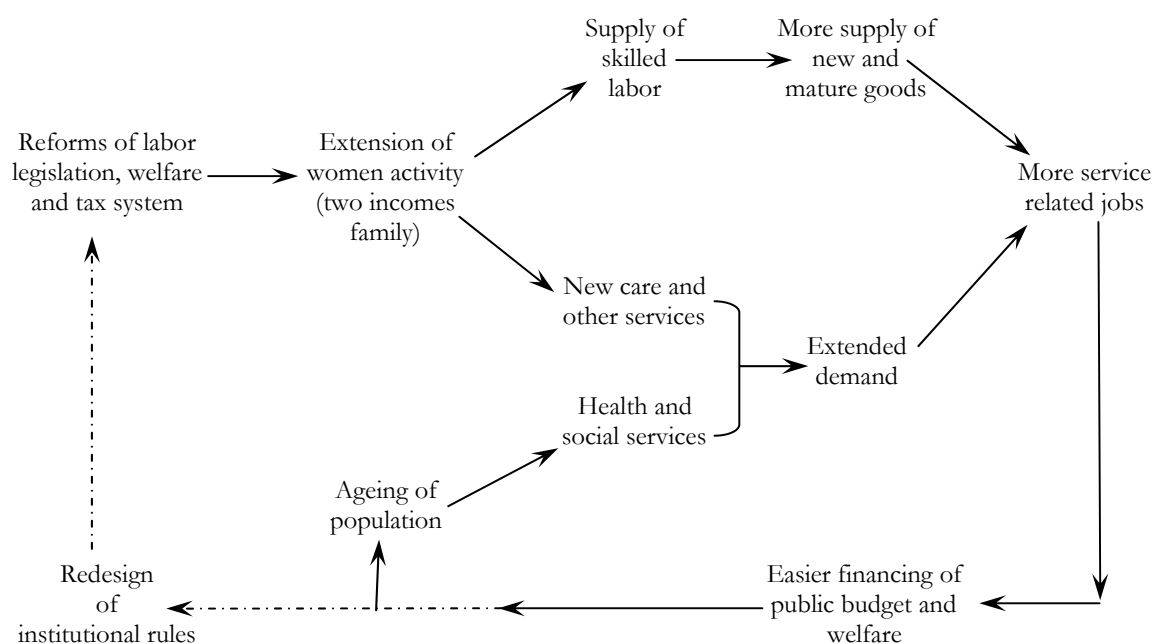 Supply of
skilled
labor
More supply of
new and
mature goods
Reforms of labor
legislation, welfare
and tax system
Extension of
women activity
(two incomes
family)
More service
related jobs
New care and
other services
Extended
demand
Health and
social services
Ageing of
population
Redesign
of
institutional rules
Easier financing of
public budget and
welfare